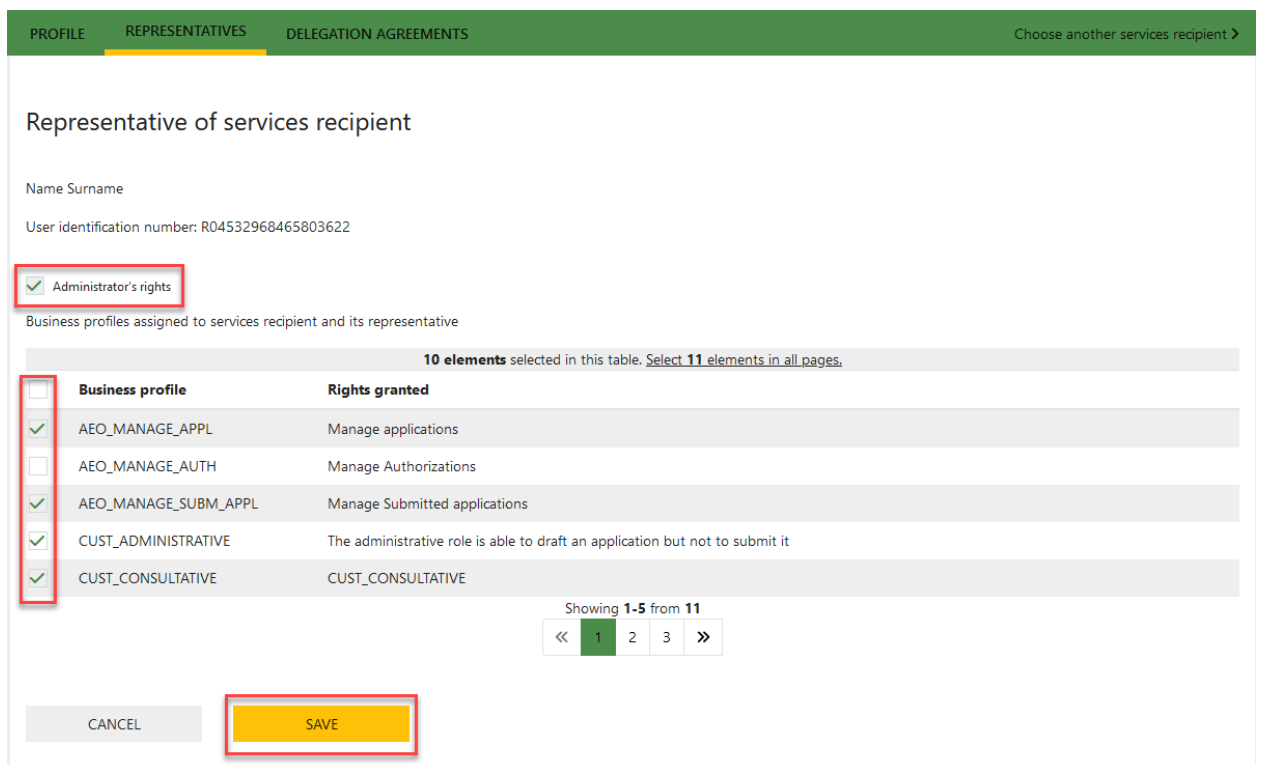 PROFILE REPRESENTATIVES DELEGATION AGREEMENTS Choose another services recipient
Representative of services recipient
Name Surname
User identification number: R04532968465803622
Administrator's rights
Business profiles assigned to services recipient and its representative
10 elements selected in this table. Select 11 elements in all pages.
Business profile Rights granted
AEO_MANAGE_APPL Manage applications
AEO_MANAGE_AUTH Manage Authorizations
AEO_MANAGE_SUBM_APPL Manage Submitted applications
CUST_ADMINISTRATIVE The administrative role is able to draft an application but not to submit it
CUST_CONSULTATIVE CUST_CONSULTATIVE
Showing 1-5 from 11
« 1 2 3 »
CANCEL SAVE